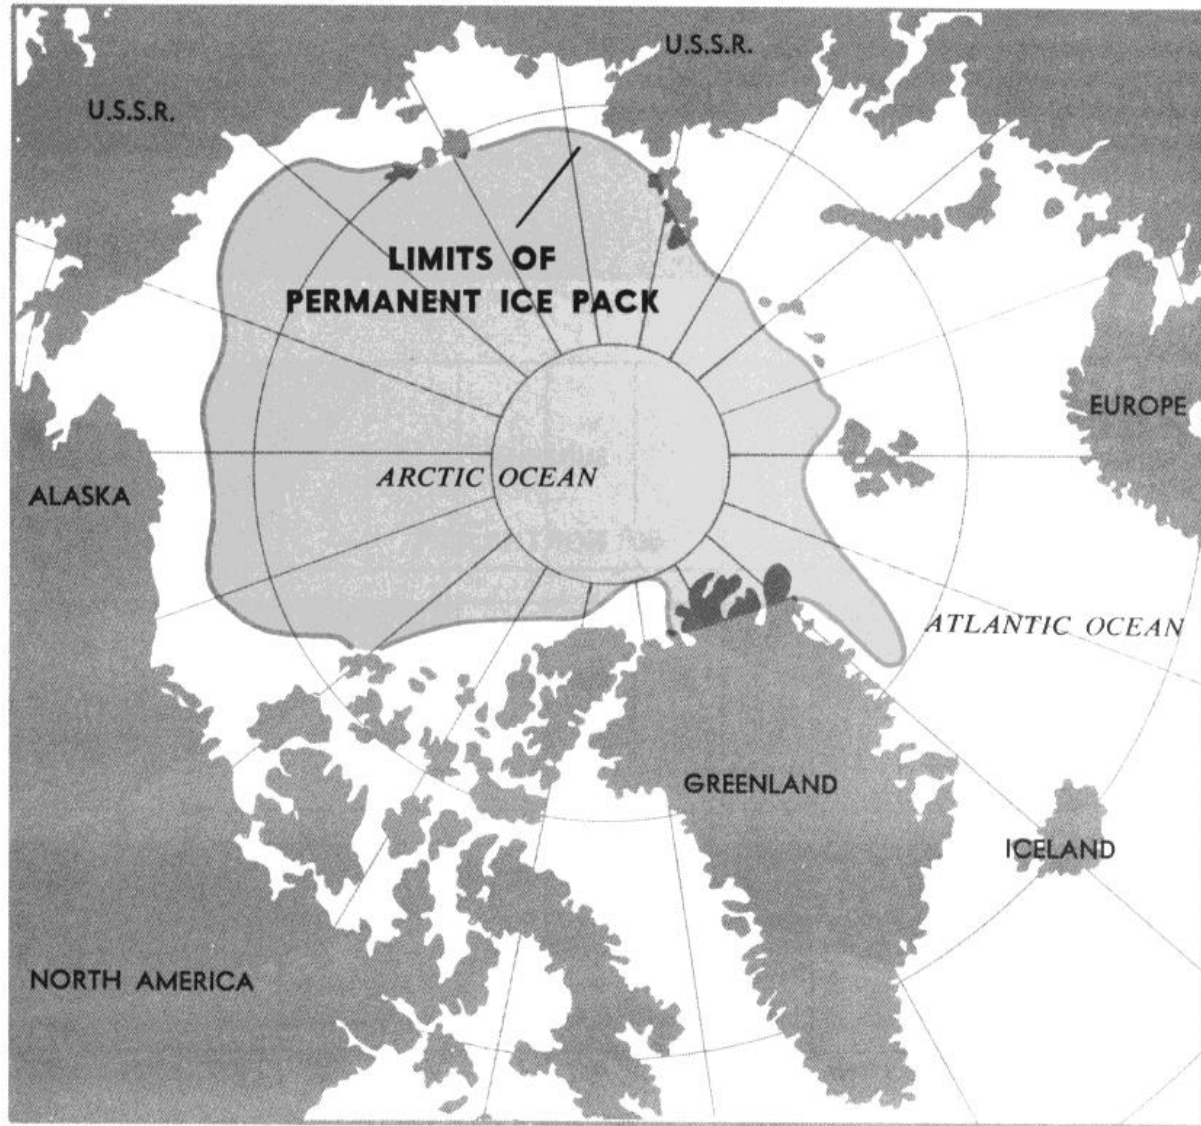 U.S.S.R.
U.S.S.R.
LIMITS OF
PERMANENT ICE PACK
EUROPE
ARCTIC OCEAN
ALASKA
ATLANTIC OCEAN
GREENLAND
ICELAND
NORTH AMERICA